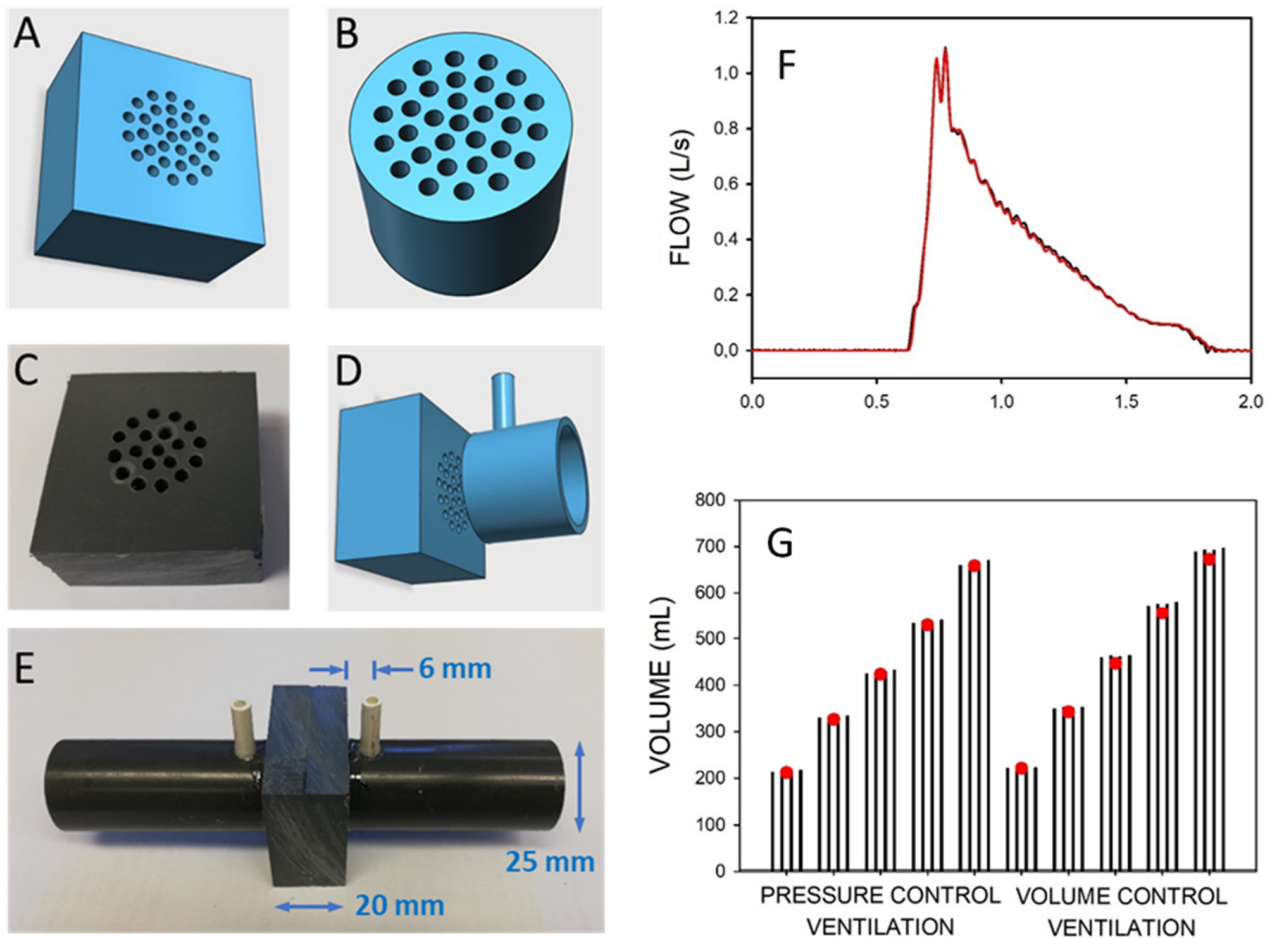 A
B
C
D
E
6 mm
25 mm
20 mm
F
FLOW (L/s)
1.2
1,0
0.8
0.6
0.4
0.2
0,0
0.0
0.5
1.0
1.5
2.0
G
VOLUME (mL)
800
700
600
500
400
300
200
100
0
PRESSURE CONTROL
VENTILATION
VOLUME CONTROL
VENTILATION